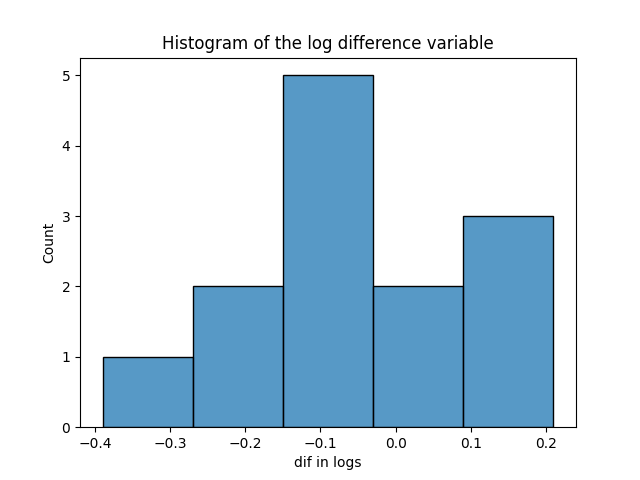 Histogram of the log difference variable
5
4
3
2
1
0
Count
−0.4 −0.3 −0.2 −0.1 0.0 0.1 0.2
dif in logs